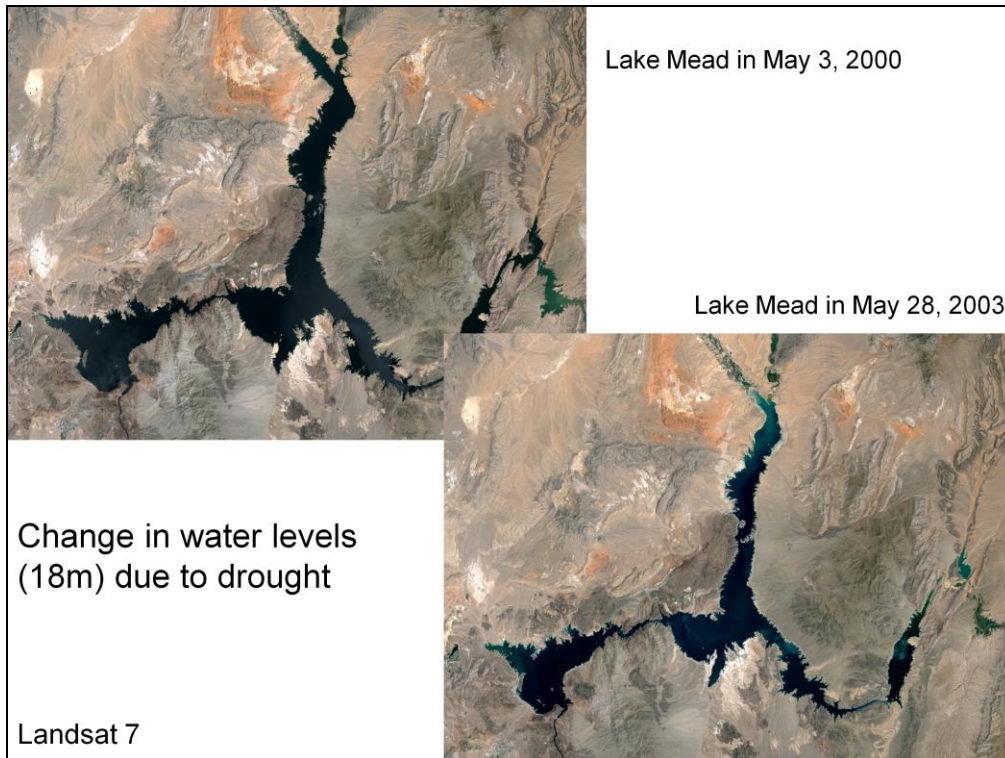 Lake Mead in May 3, 2000
Lake Mead in May 28, 2003
Change in water levels
(18m) due to drought
Landsat 7